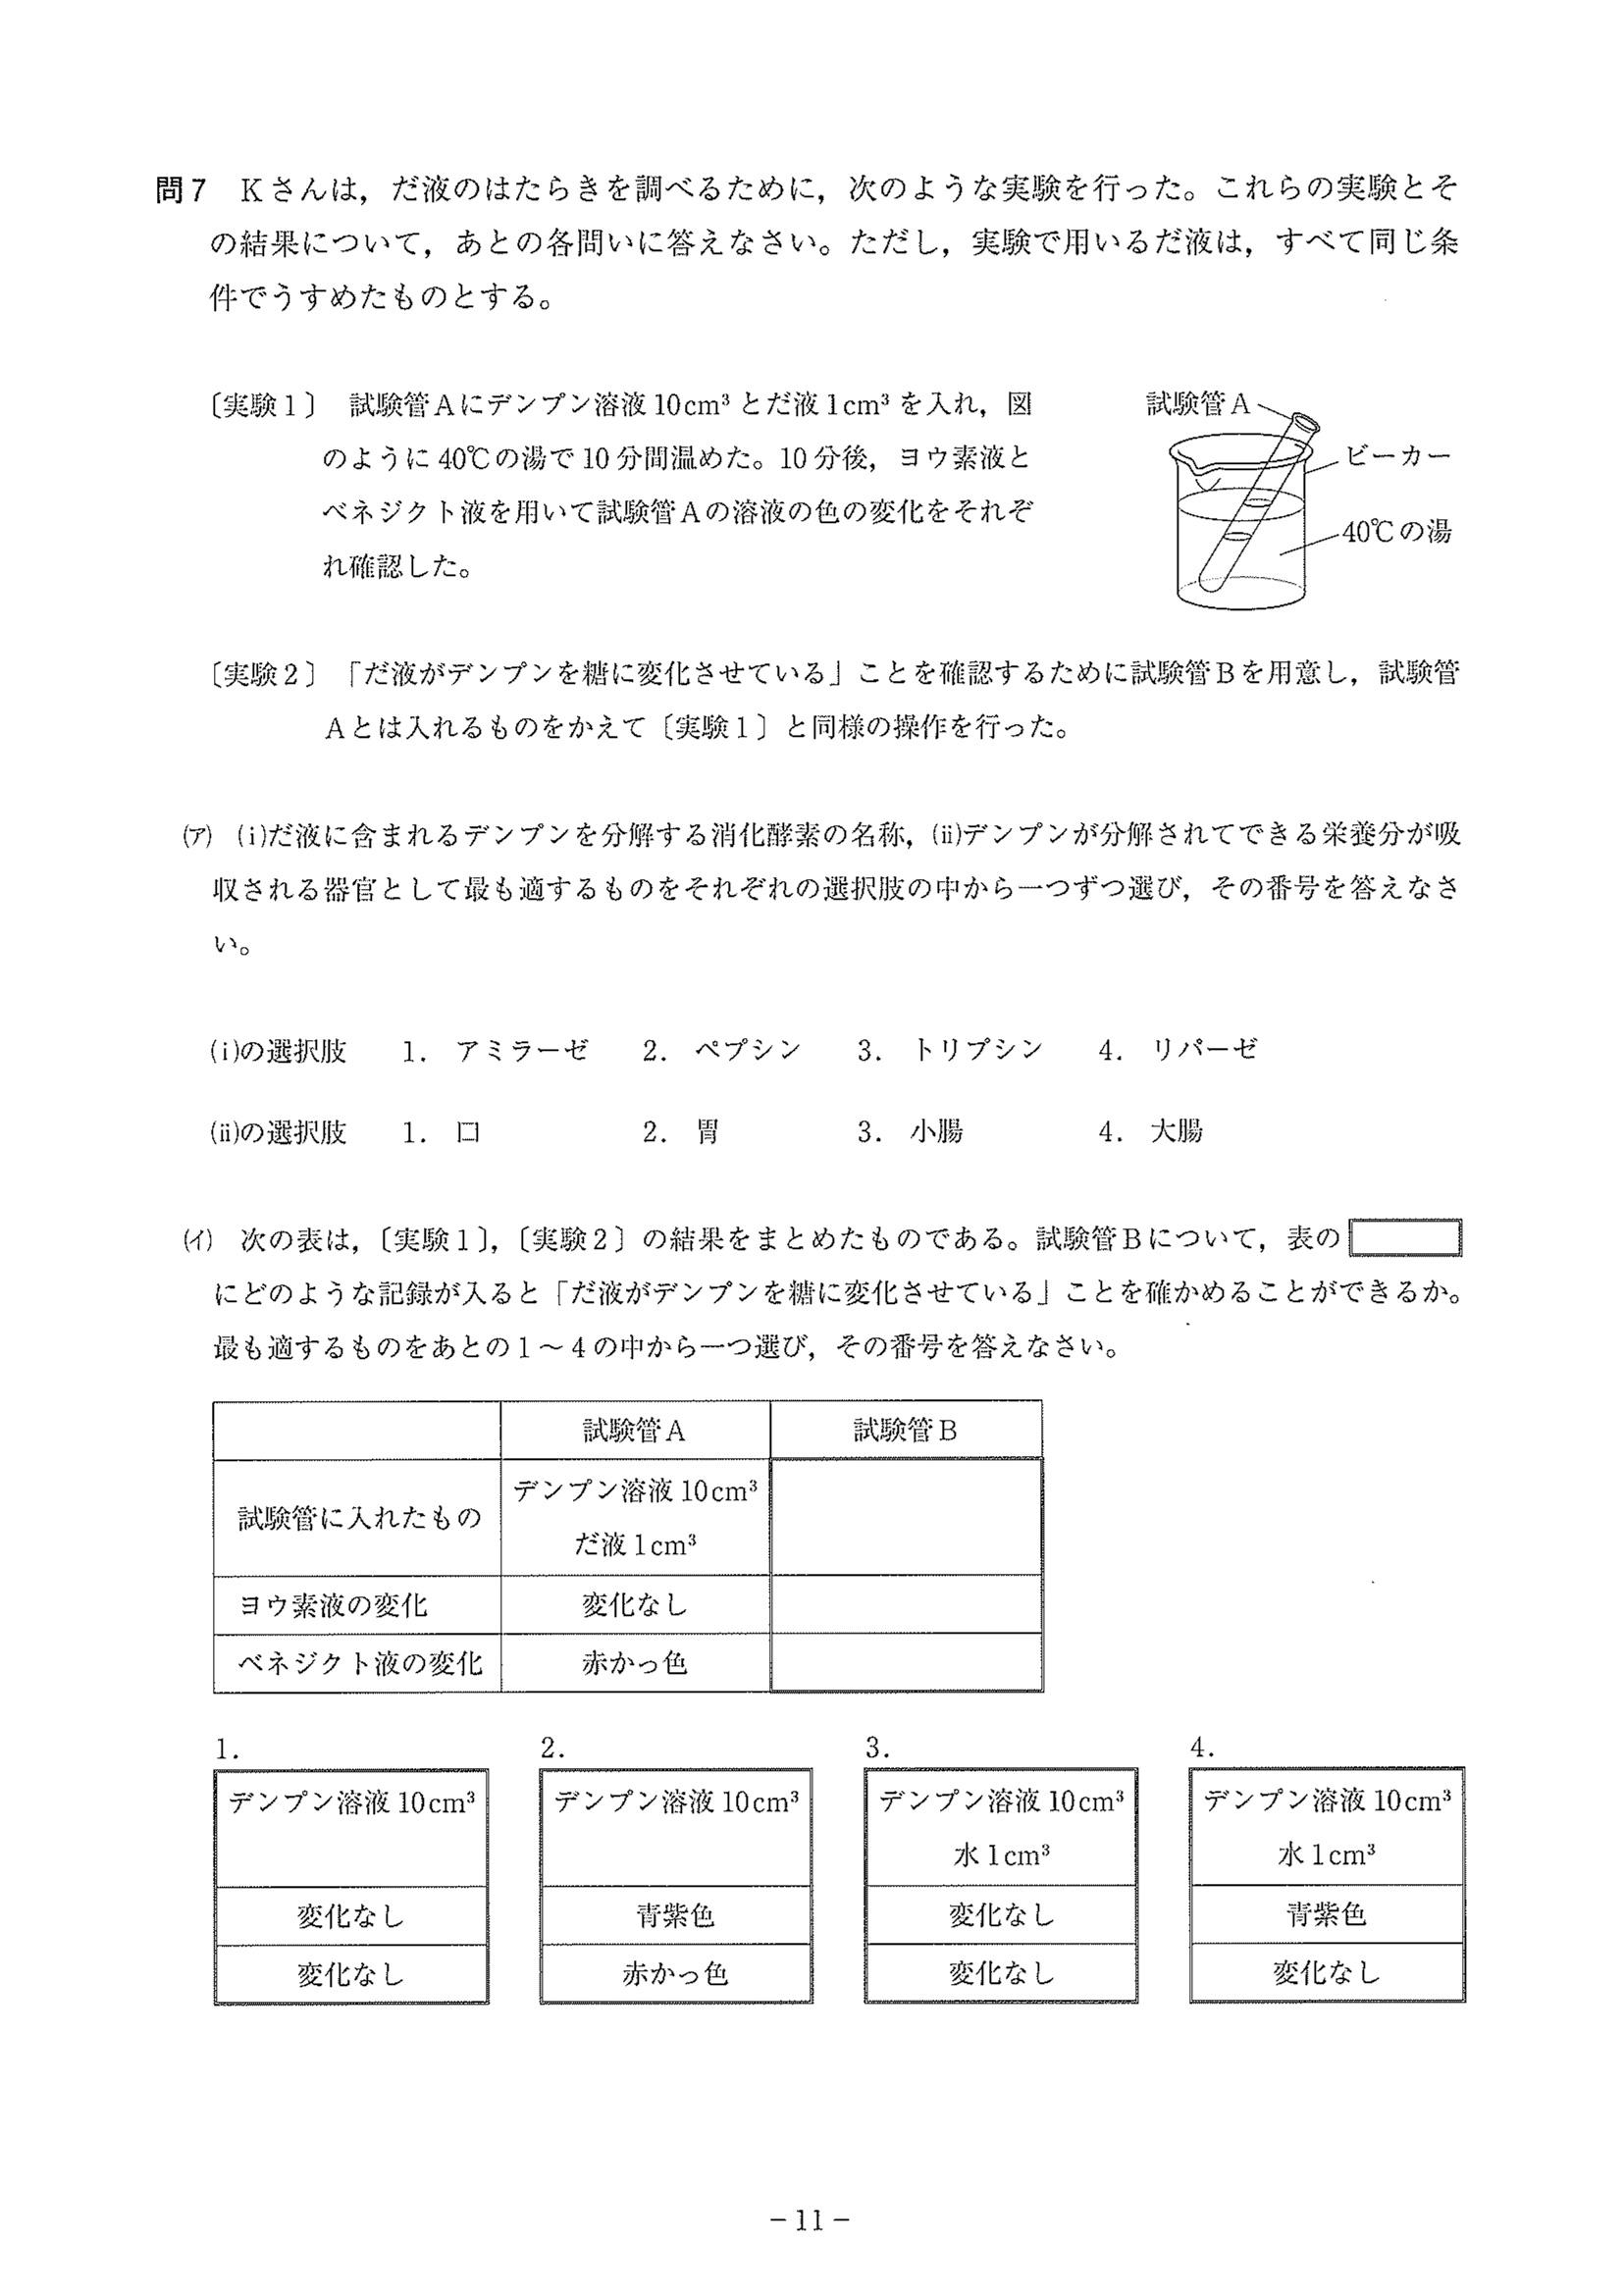 問7 Kさんは，だ液のはたらきを調べるために，次のような実験を行った。これらの実験とそ
の結果について，あとの各問いに答えなさい。ただし，実験で用いるだ液は，すべて同じ条
件でうすめたものとする。
〔実験1〕 試験管Aにデンプン溶液10cm³とだ液1cm³を入れ，図
のように40℃の湯で10分間温めた。10分後，ヨウ素液と
ベネジクト液を用いて試験管Aの溶液の色の変化をそれぞ
れ確認した。
試験管A
ビーカー
40℃の湯
〔実験2〕 「だ液がデンプンを糖に変化させている」ことを確認するために試験管Bを用意し，試験管
Aとは入れるものをかえて〔実験1〕と同様の操作を行った。
(ア) (i)だ液に含まれるデンプンを分解する消化酵素の名称，(ii)デンプンが分解されてできる栄養分が吸
収される器官として最も適するものをそれぞれの選択肢の中から一つずつ選び，その番号を答えなさ
い。
(i)の選択肢 1. アミラーゼ 2. ペプシン 3. トリプシン 4. リパーゼ
(ii)の選択肢 1. 口 2. 胃 3. 小腸 4. 大腸
(イ) 次の表は，〔実験1〕，〔実験2〕の結果をまとめたものである。試験管Bについて，表の
にどのような記録が入ると「だ液がデンプンを糖に変化させている」ことを確かめることができるか。
最も適するものをあとの1～4の中から一つ選び，その番号を答えなさい。
試験管A 試験管B
試験管に入れたもの デンプン溶液10cm³
だ液1cm³
ヨウ素液の変化 変化なし
ベネジクト液の変化 赤かっ色
1. 2. 3. 4.
デンプン溶液10cm³ デンプン溶液10cm³ デンプン溶液10cm³ デンプン溶液10cm³
水1cm³ 水1cm³
変化なし 青紫色 変化なし 青紫色
変化なし 赤かっ色 変化なし 変化なし
－11－